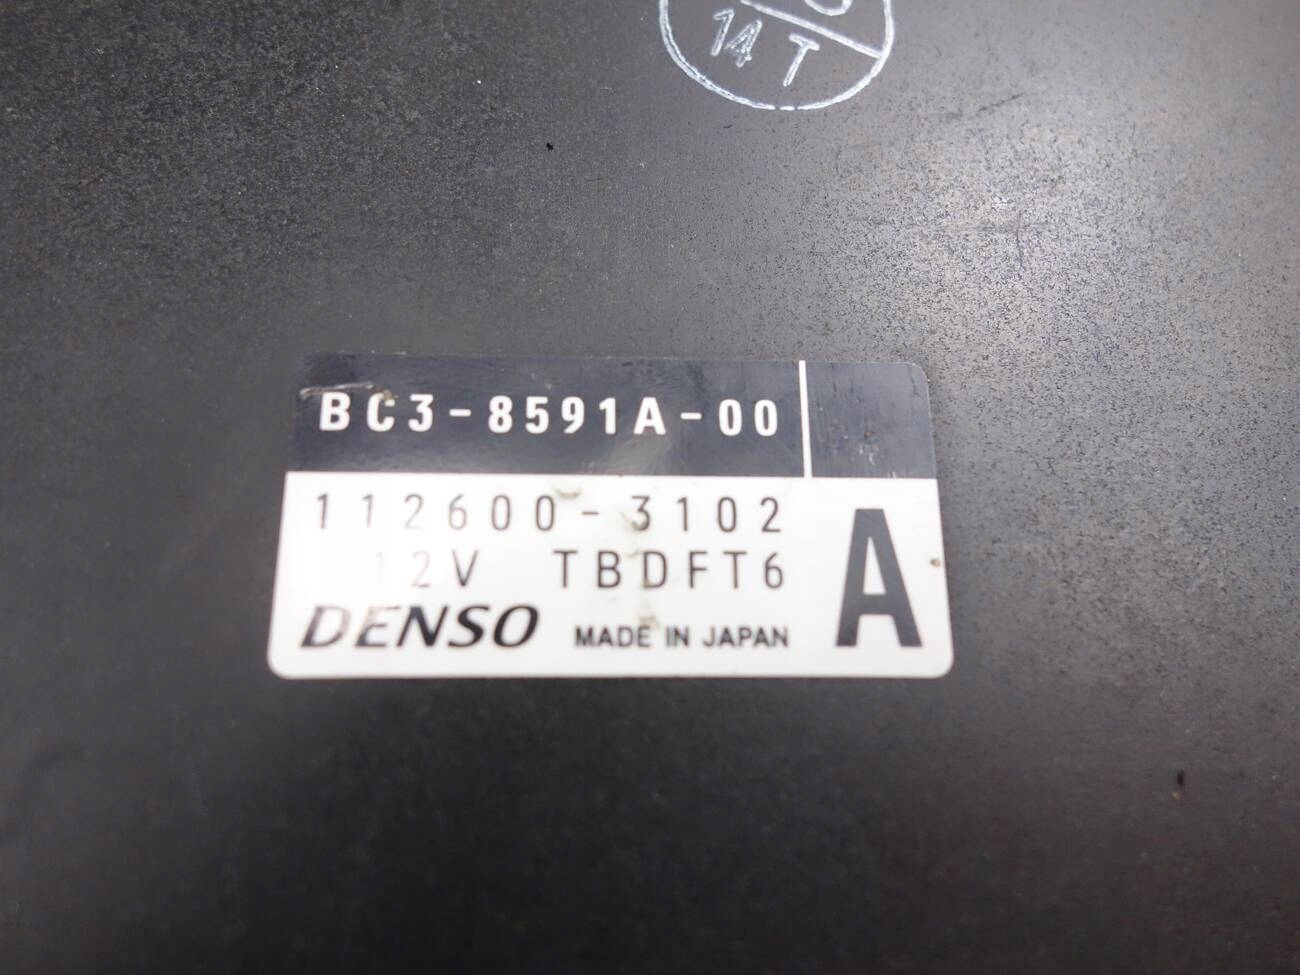 14 T
BC3-8591A-00
112600-3102
12V TBDFT6
A
DENSO MADE IN JAPAN